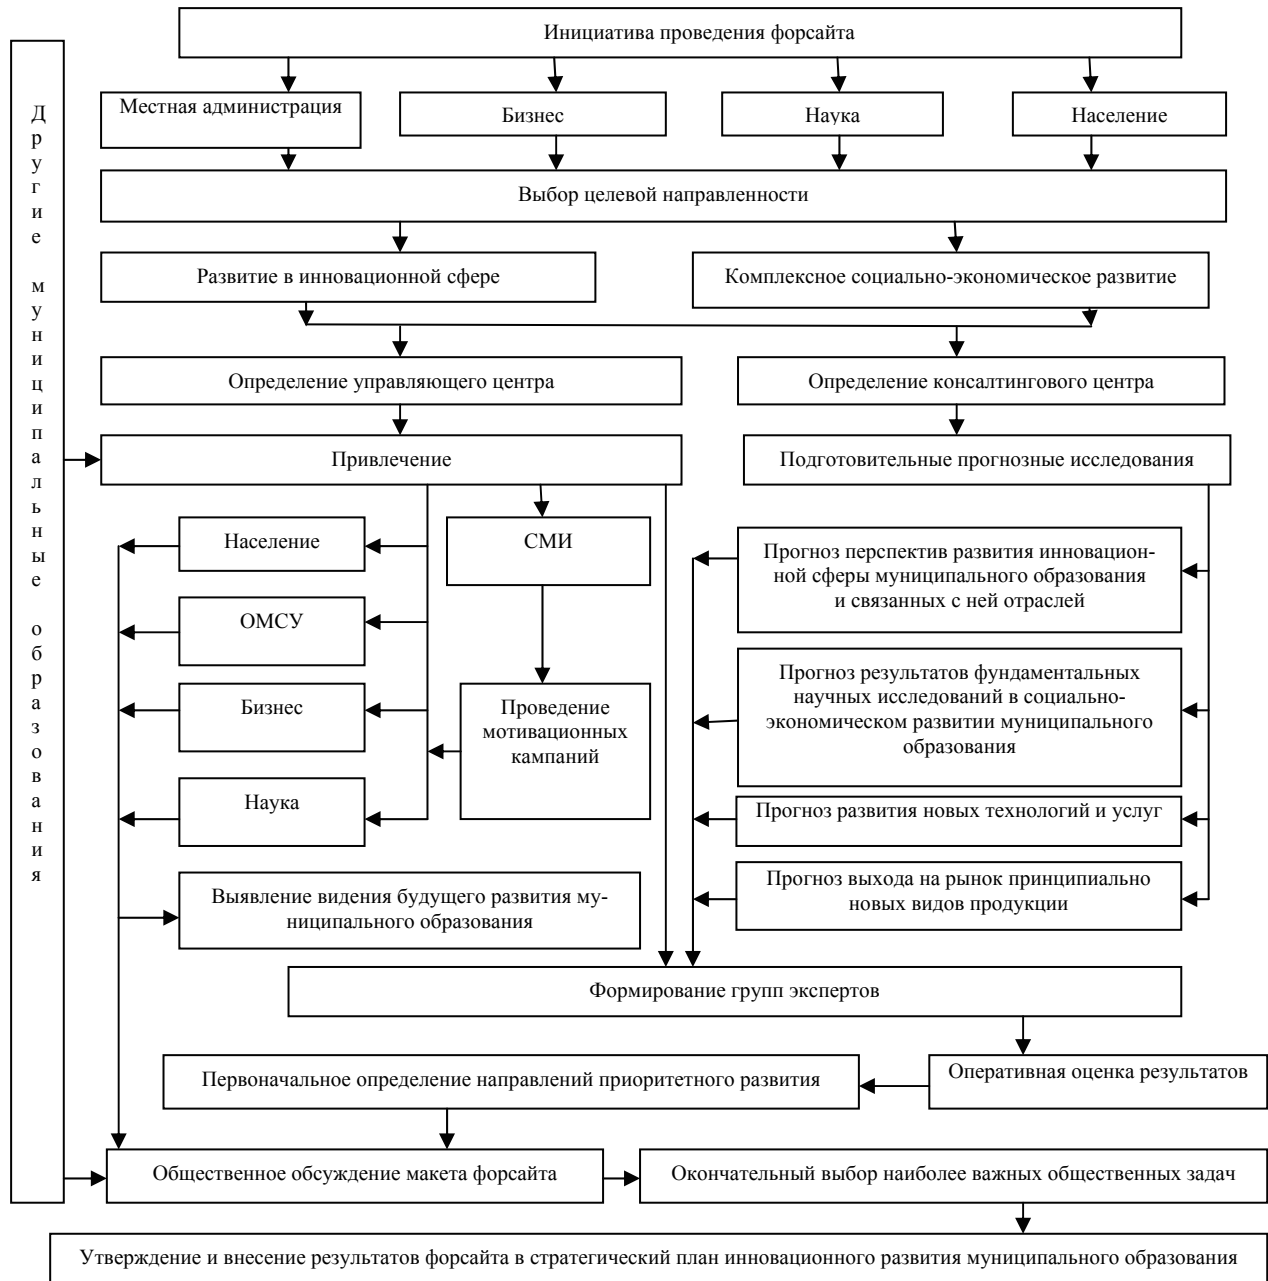 Инициатива проведения форсайта
Другие муниципальные образования
Местная администрация
Бизнес
Наука
Население
Выбор целевой направленности
Развитие в инновационной сфере
Комплексное социально-экономическое развитие
Определение управляющего центра
Определение консалтингового центра
Привлечение
Подготовительные прогнозные исследования
Население
СМИ
ОМСУ
Бизнес
Проведение
мотивационных
кампаний
Наука
Прогноз перспектив развития инновацион-
ной сферы муниципального образования
и связанных с ней отраслей
Прогноз результатов фундаментальных
научных исследований в социально-
экономическом развитии муниципального
образования
Прогноз развития новых технологий и услуг
Прогноз выхода на рынок принципиально
новых видов продукции
Выявление видения будущего развития му-
ниципального образования
Формирование групп экспертов
Первоначальное определение направлений приоритетного развития
Оперативная оценка результатов
Общественное обсуждение макета форсайта
Окончательный выбор наиболее важных общественных задач
Утверждение и внесение результатов форсайта в стратегический план инновационного развития муниципального образования